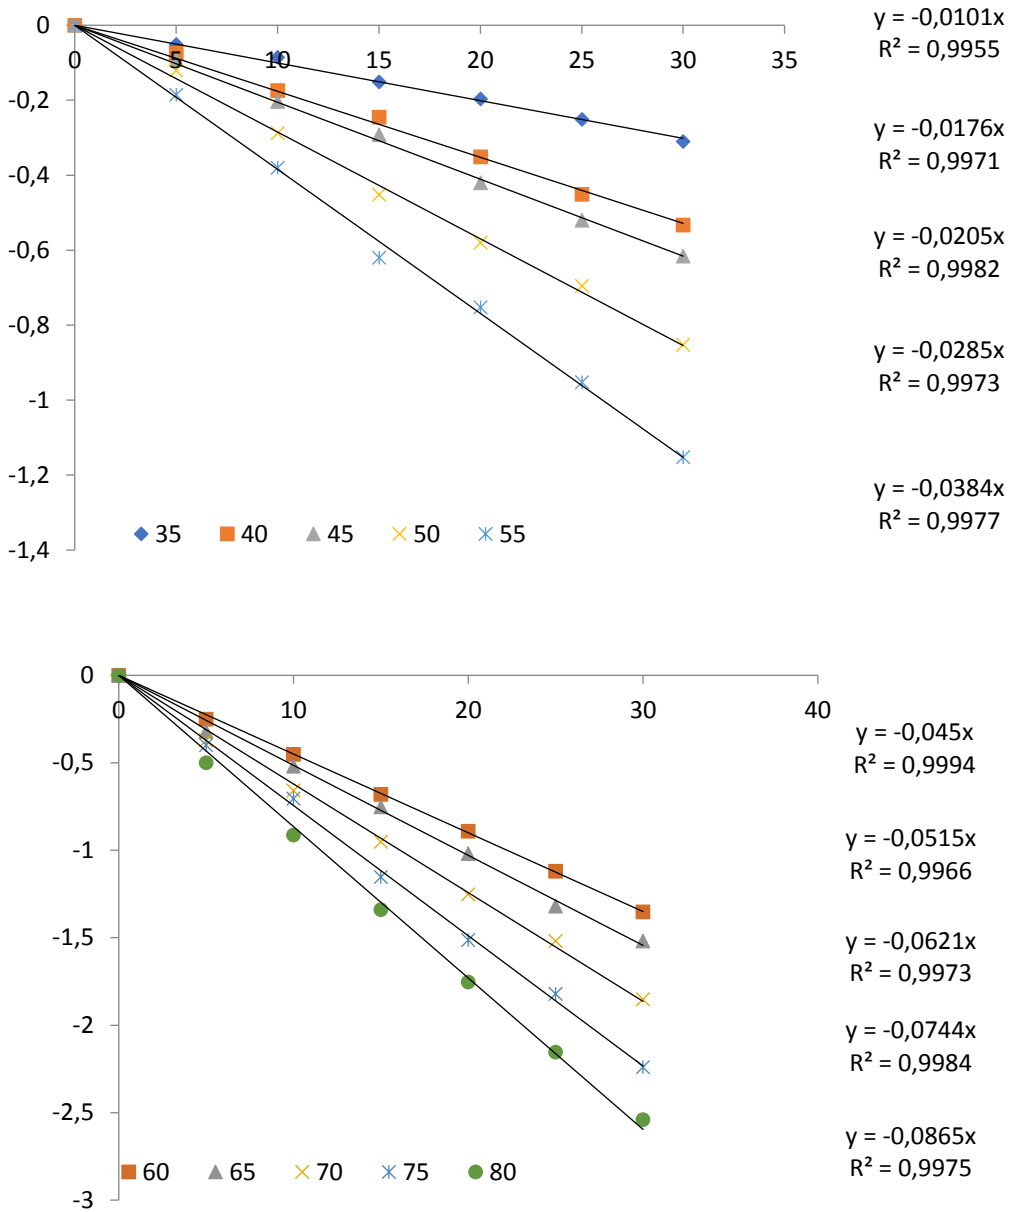 0
0 5 10 15 20 25 30 35
-0,2
-0,4
-0,6
-0,8
-1
-1,2
-1,4
35 40 45 50 55
y = -0,0101x
R² = 0,9955
y = -0,0176x
R² = 0,9971
y = -0,0205x
R² = 0,9982
y = -0,0285x
R² = 0,9973
y = -0,0384x
R² = 0,9977
0
0 10 20 30 40
-0,5
-1
-1,5
-2
-2,5
-3
60 65 70 75 80
y = -0,045x
R² = 0,9994
y = -0,0515x
R² = 0,9966
y = -0,0621x
R² = 0,9973
y = -0,0744x
R² = 0,9984
y = -0,0865x
R² = 0,9975